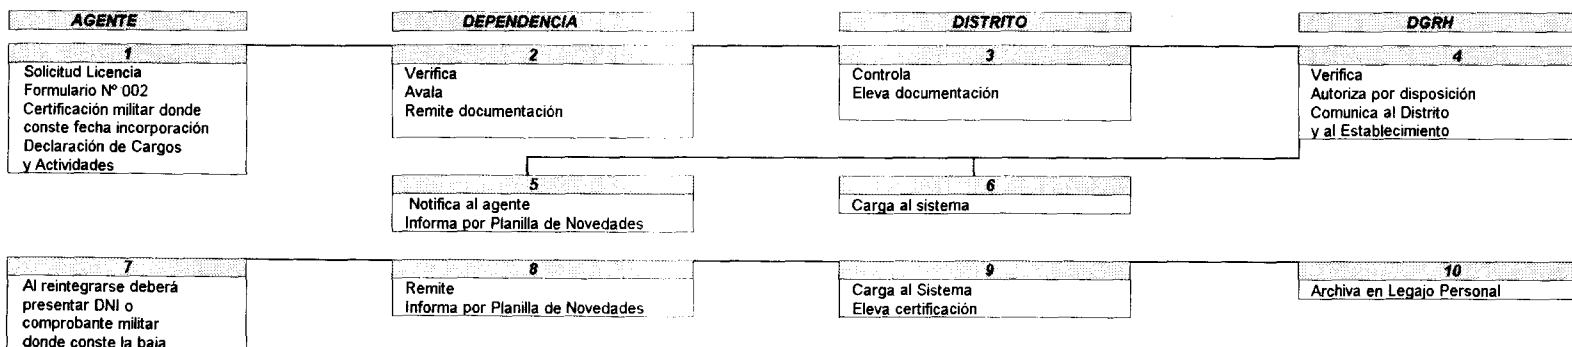 AGENTE
DEPENDENCIA
DISTRITO
DGRH
1
Solicitud Licencia
Formulario Nº 002
Certificación militar donde
conste fecha incorporación
Declaración de Cargos
y Actividades
2
Verifica
Avala
Remite documentación
3
Controla
Eleva documentación
4
Verifica
Autoriza por disposición
Comunica al Distrito
y al Establecimiento
5
Notifica al agente
Informa por Planilla de Novedades
6
Carga al sistema
7
Al reintegrarse deberá
presentar DNI o
comprobante militar
donde conste la baja
8
Remite
Informa por Planilla de Novedades
9
Carga al Sistema
Eleva certificación
10
Archiva en Legajo Personal